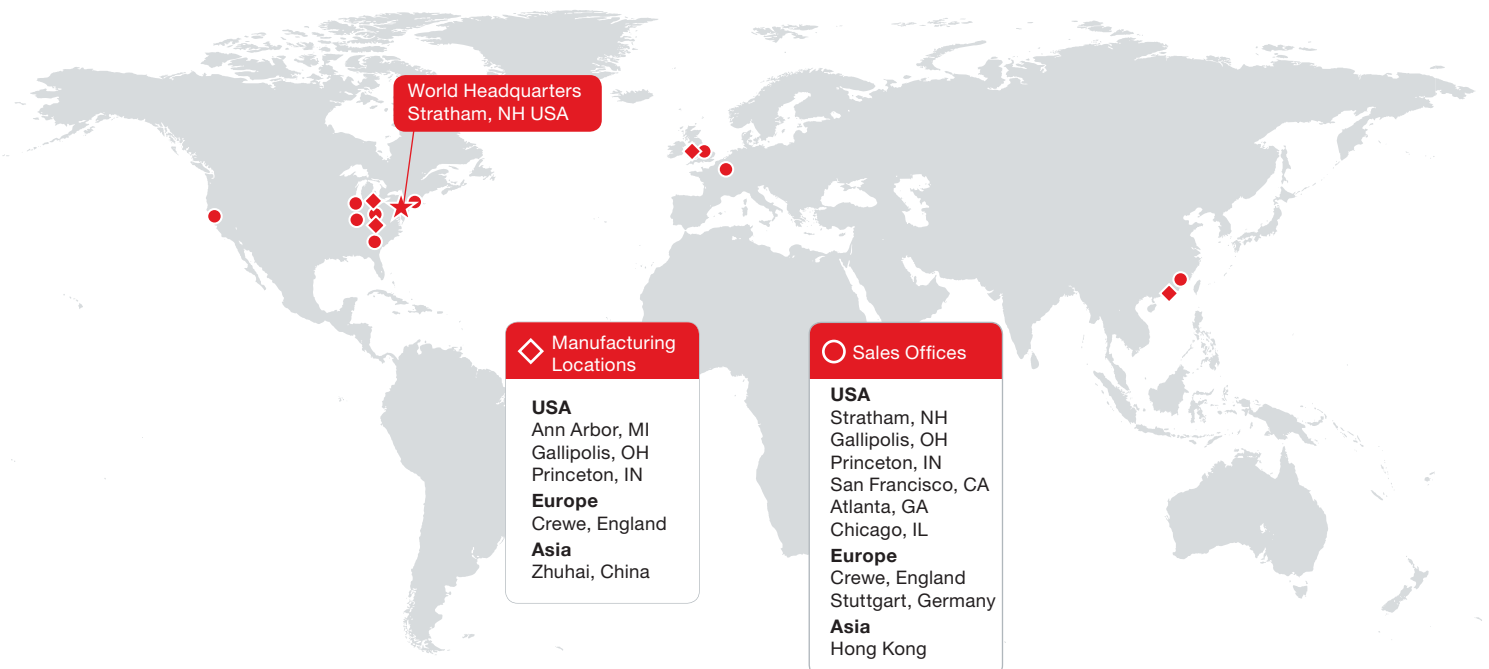 World Headquarters
Stratham, NH USA
Manufacturing
Locations
USA
Ann Arbor, MI
Gallipolis, OH
Princeton, IN
Europe
Crewe, England
Asia
Zhuhai, China
Sales Offices
USA
Stratham, NH
Gallipolis, OH
Princeton, IN
San Francisco, CA
Atlanta, GA
Chicago, IL
Europe
Crewe, England
Stuttgart, Germany
Asia
Hong Kong